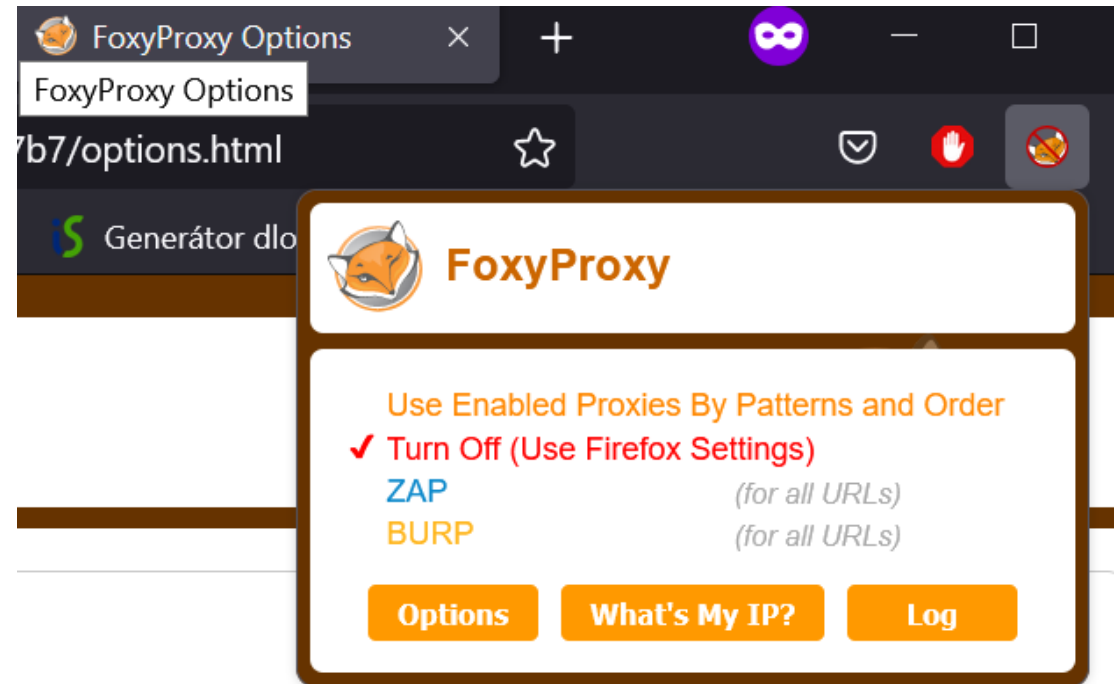 FoxyProxy Options
FoxyProxy Options
7b7/options.html
Generátor dlo
FoxyProxy
Use Enabled Proxies By Patterns and Order
✓ Turn Off (Use Firefox Settings)
ZAP (for all URLs)
BURP (for all URLs)
Options What's My IP? Log